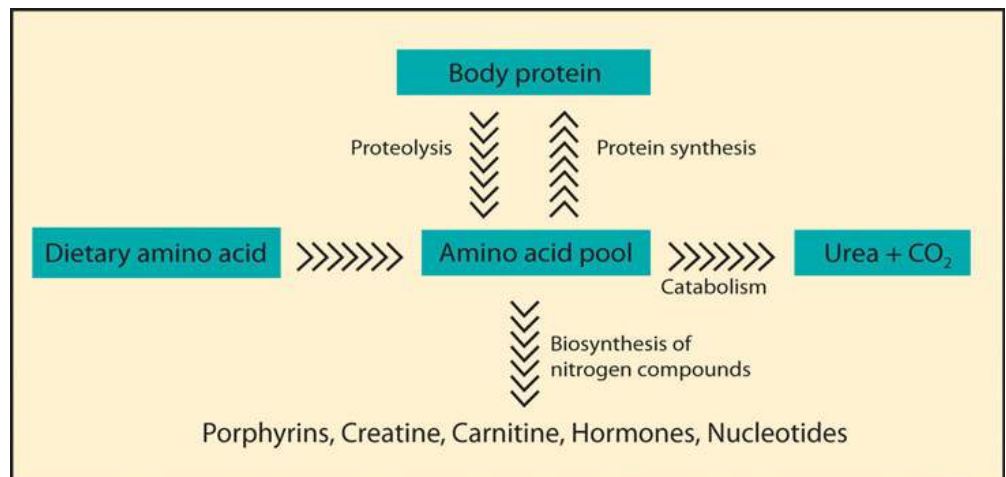 Body protein
Proteolysis
Protein synthesis
Dietary amino acid
Amino acid pool
Urea + CO₂
Catabolism
Biosynthesis of
nitrogen compounds
Porphyrins, Creatine, Carnitine, Hormones, Nucleotides